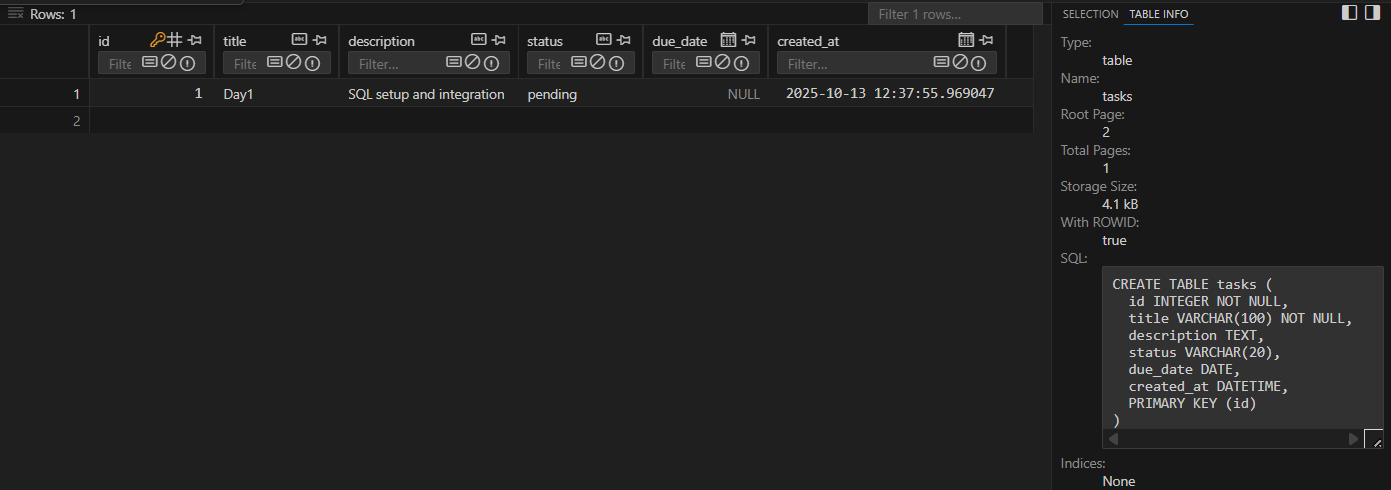 Rows: 1
Filter 1 rows...
id title description status due_date created_at
Filte Filte Filter... Filte Filte Filter...
1 1 Day1 SQL setup and integration pending NULL 2025-10-13 12:37:55.969047
2
SELECTION TABLE INFO
Type:
table
Name:
tasks
Root Page:
2
Total Pages:
1
Storage Size:
4.1 kB
With ROWID:
true
SQL:
CREATE TABLE tasks (
id INTEGER NOT NULL,
title VARCHAR(100) NOT NULL,
description TEXT,
status VARCHAR(20),
due_date DATE,
created_at DATETIME,
PRIMARY KEY (id)
)
Indices:
None